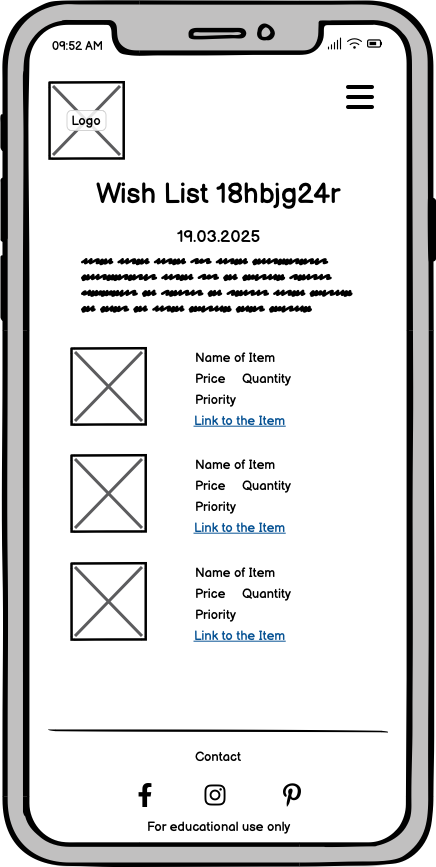 09:52 AM
Logo
Wish List 18hbjg24r
19.03.2025
Name of Item
Price Quantity
Priority
Link to the Item
Name of Item
Price Quantity
Priority
Link to the Item
Name of Item
Price Quantity
Priority
Link to the Item
Contact
For educational use only